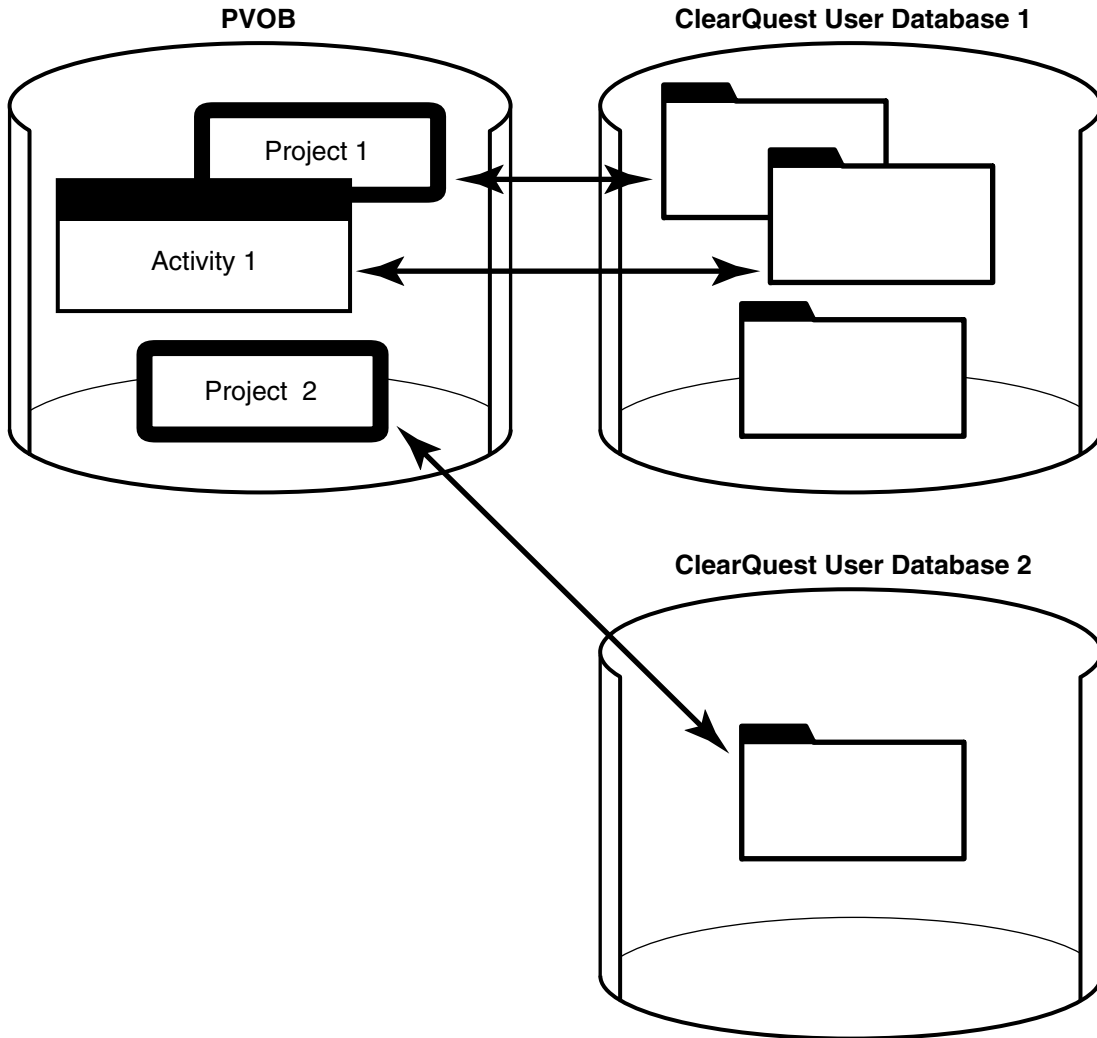 PVOB
ClearQuest User Database 1
Project 1
Activity 1
Project 2
ClearQuest User Database 2